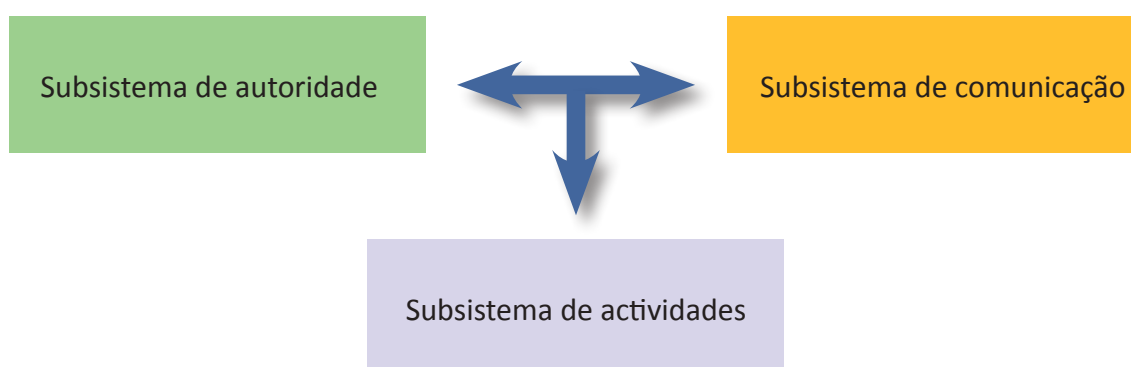 Subsistema de autoridade
Subsistema de comunicação
Subsistema de actividades